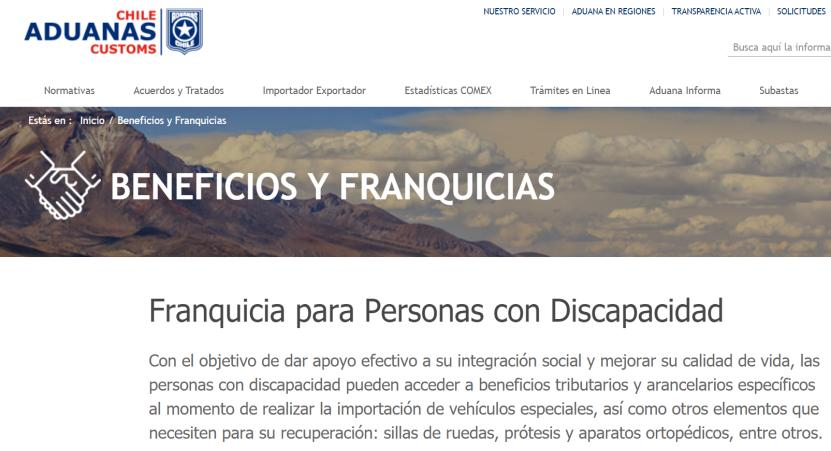 CHILE
ADUANAS
CUSTOMS
ADUANAS
CHILE
NUESTRO SERVICIO | ADUANA EN REGIONES | TRANSPARENCIA ACTIVA | SOLICITUDES
Busca aquí la informa
Normativas Acuerdos y Tratados Importador Exportador Estadísticas COMEX Trámites en Linea Aduana Informa Subastas
Estás en : Inicio / Beneficios y Franquicias
BENEFICIOS Y FRANQUICIAS
Franquicia para Personas con Discapacidad
Con el objetivo de dar apoyo efectivo a su integración social y mejorar su calidad de vida, las
personas con discapacidad pueden acceder a beneficios tributarios y arancelarios específicos
al momento de realizar la importación de vehículos especiales, así como otros elementos que
necesiten para su recuperación: sillas de ruedas, prótesis y aparatos ortopédicos, entre otros.